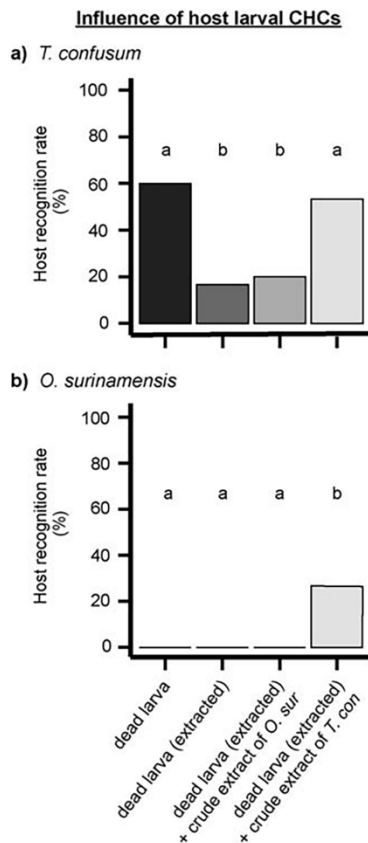 Influence of host larval CHCs
a) T. confusum
Host recognition rate
(%)
100
80
60
40
20
0
a
b
b
a
b) O. surinamensis
Host recognition rate
(%)
100
80
60
40
20
0
a
a
a
b
dead larva
dead larva (extracted)
dead larva (extracted)
+ crude extract of O. sur
dead larva (extracted)
+ crude extract of T. con